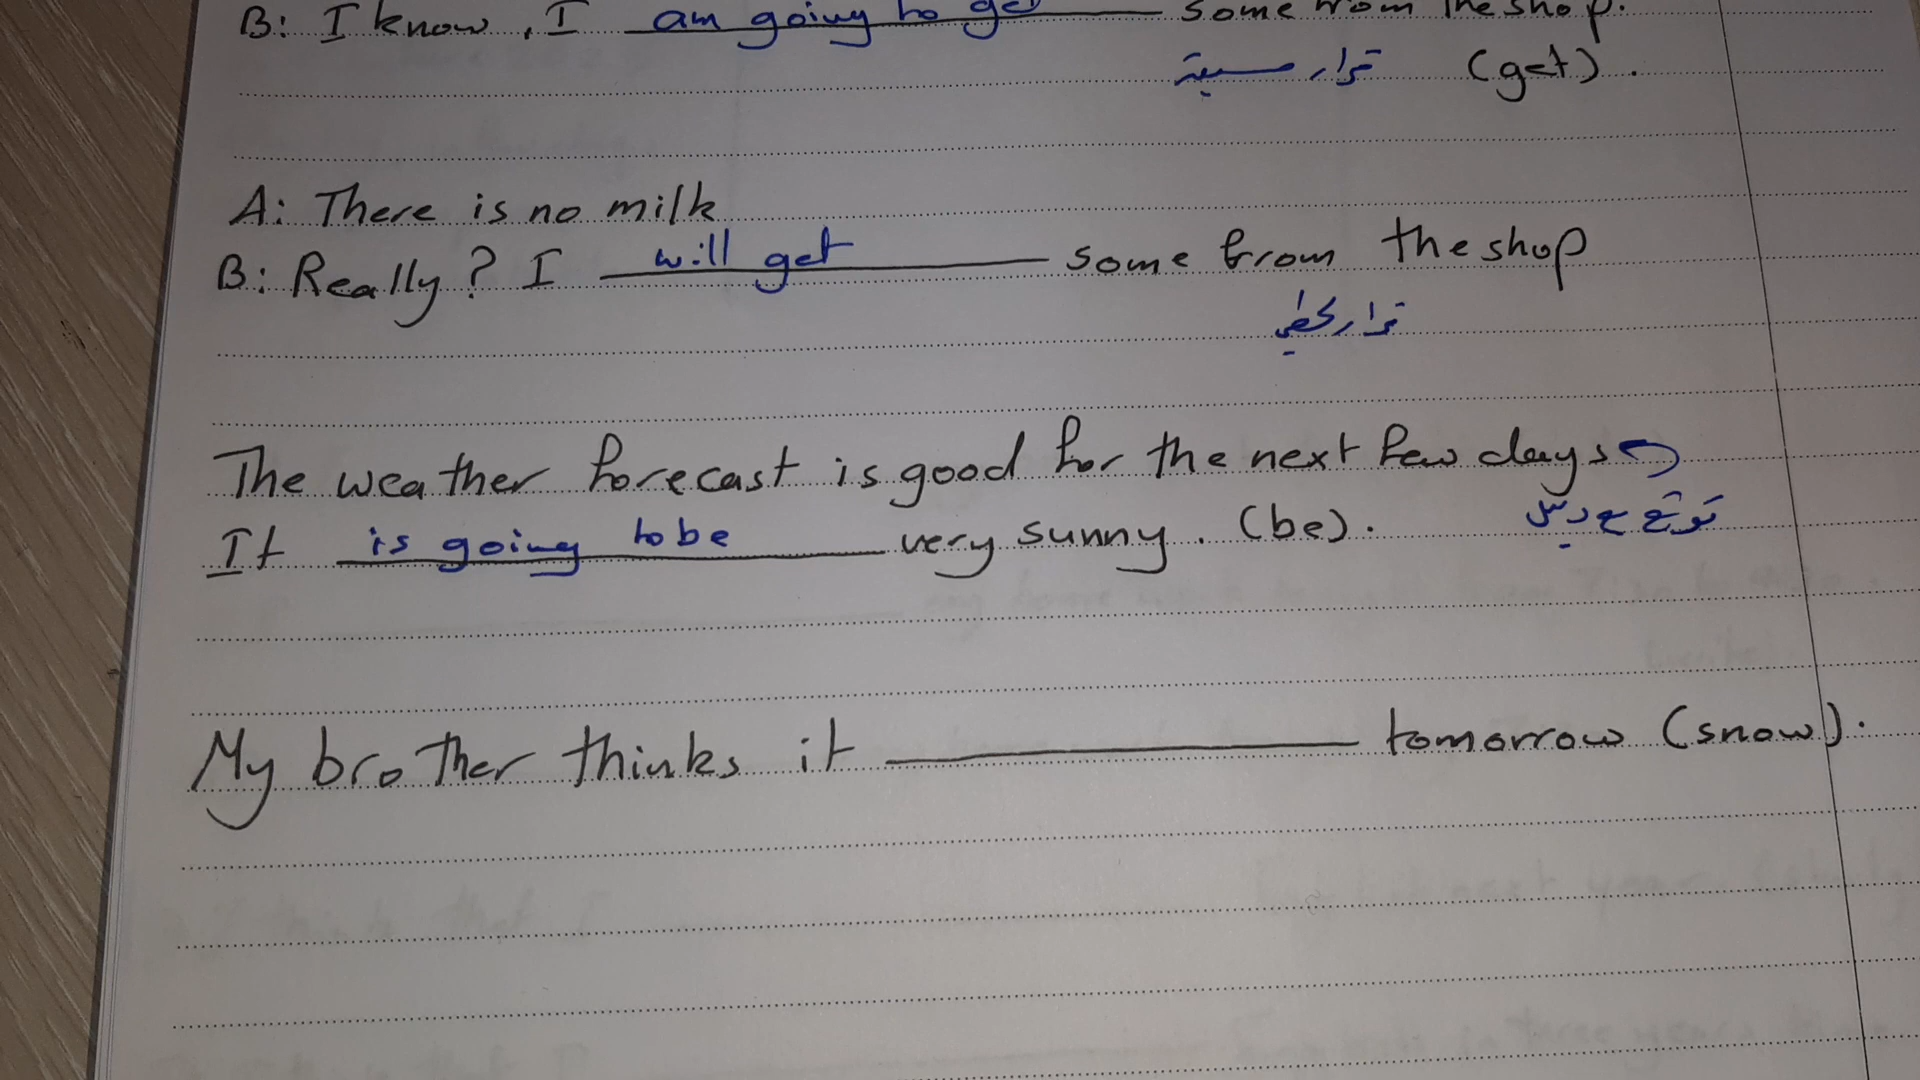 B: I know, I am going to get some from the shop.
قرار مسبق (get).
A: There is no milk
B: Really? I will get some from the shop
قرار لحظي
The weather forecast is good for the next few days
It is going to be very sunny. (be). توقع ع دليل
My brother thinks it tomorrow (snow).